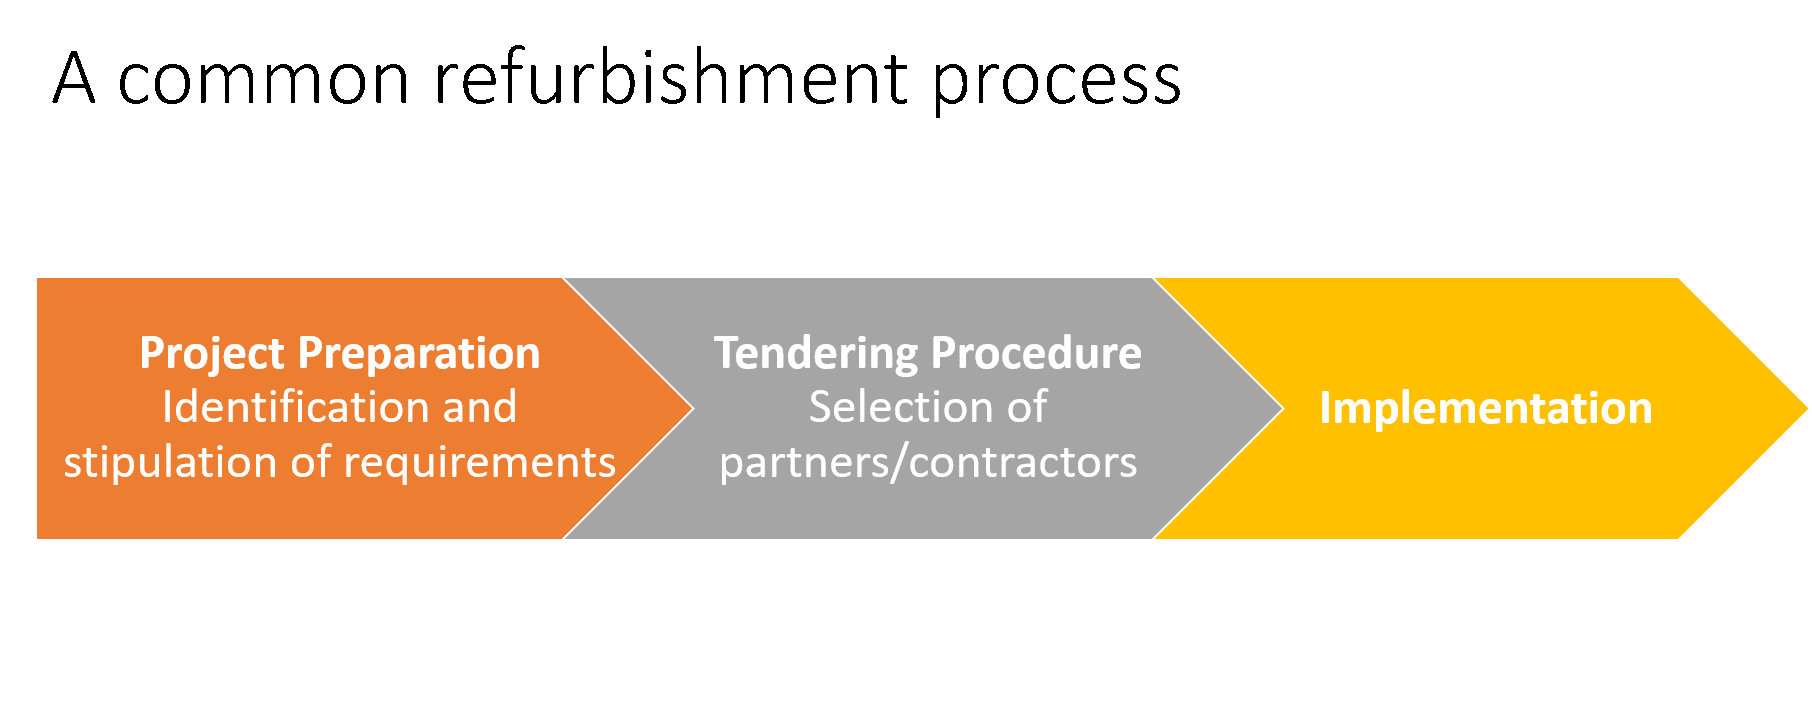 A common refurbishment process
Project Preparation
Identification and
stipulation of requirements
Tendering Procedure
Selection of
partners/contractors
Implementation